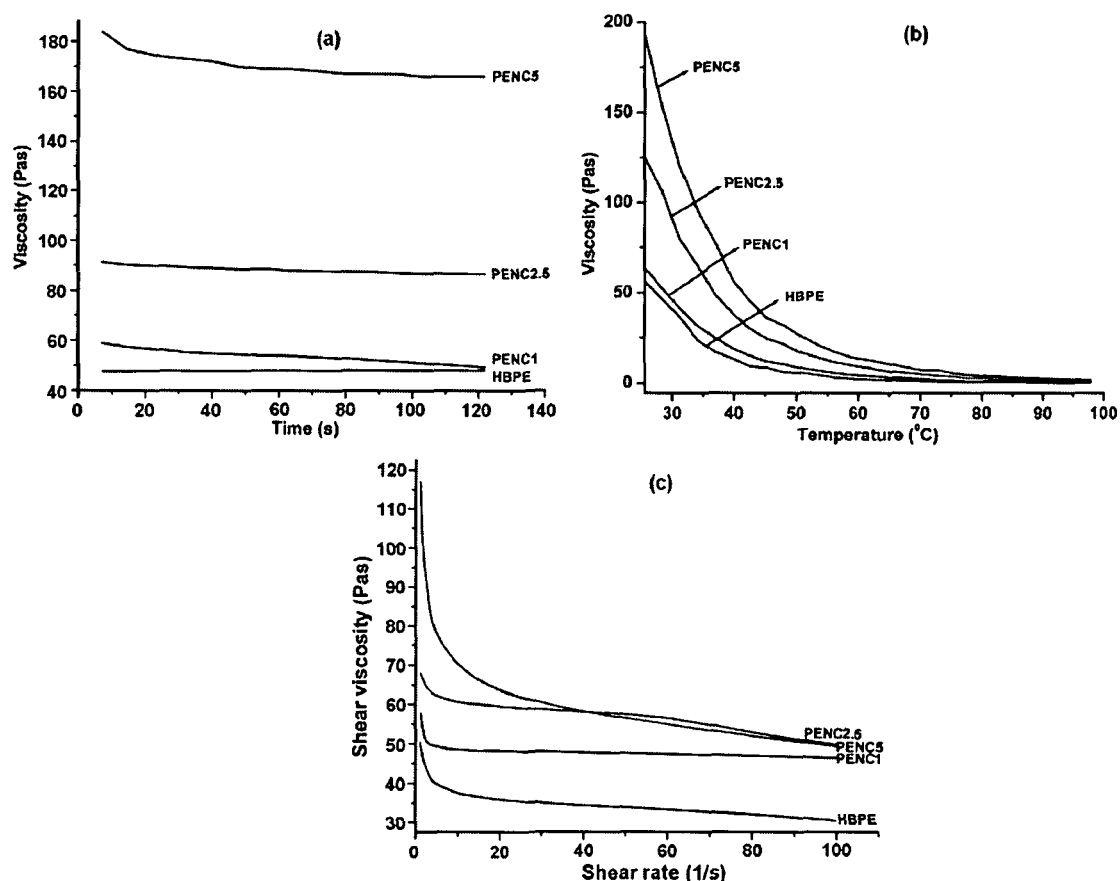 (a)
Viscosity (Pas)
180
160
140
120
100
80
60
40
0
20
40
60
80
100
120
140
Time (s)
PENC5
PENC2.5
PENC1
HBPE
(b)
Viscosity (Pas)
200
150
100
50
0
30
40
50
60
70
80
90
100
Temperature (°C)
PENC5
PENC2.5
PENC1
HBPE
(c)
Shear viscosity (Pas)
120
110
100
90
80
70
60
50
40
30
0
20
40
60
80
100
Shear rate (1/s)
PENC2.5
PENC5
PENC1
HBPE